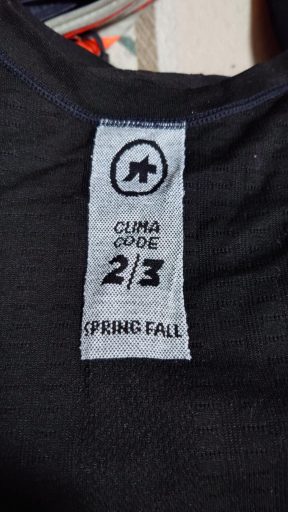 CLIMA
CODE
2/3
SPRING FALL